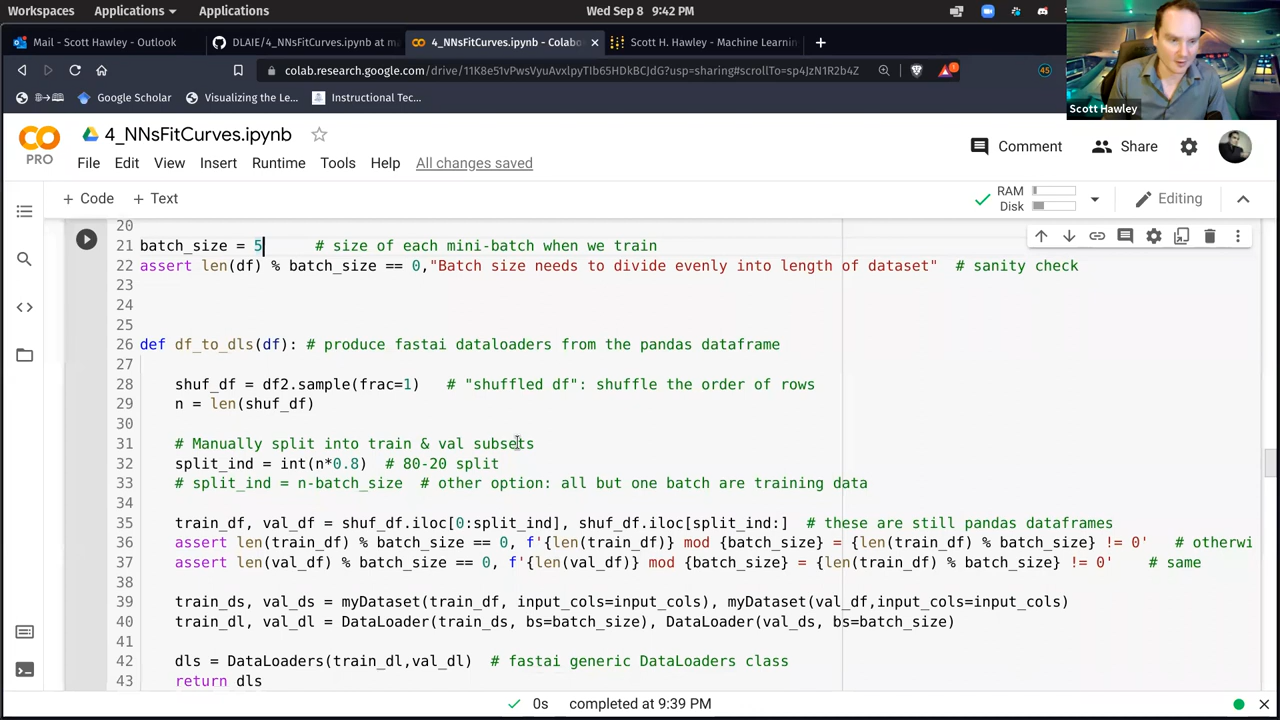 Workspaces Applications Applications Wed Sep 8 9:42 PM
Mail - Scott Hawley - Outlook DLAIE/4_NNsFitCurves.ipynb at m 4_NNsFitCurves.ipynb - Colabo Scott H. Hawley - Machine Learnin
colab.research.google.com/drive/11K8e51vPwsVyuAvxlpyTIb65HDkBCJdG?usp=sharing#scrollTo=sp4JzN1R2b4Z 45
Google Scholar Visualizing the Le... Instructional Tec...
Scott Hawley
4_NNsFitCurves.ipynb
PRO
File Edit View Insert Runtime Tools Help All changes saved
Comment Share
+ Code + Text
RAM
Disk
Editing
20
21 batch_size = 5 # size of each mini-batch when we train
22 assert len(df) % batch_size == 0,"Batch size needs to divide evenly into length of dataset" # sanity check
23
24
25
26 def df_to_dls(df): # produce fastai dataloaders from the pandas dataframe
27
28 shuf_df = df2.sample(frac=1) # "shuffled df": shuffle the order of rows
29 n = len(shuf_df)
30
31 # Manually split into train & val subsets
32 split_ind = int(n*0.8) # 80-20 split
33 # split_ind = n-batch_size # other option: all but one batch are training data
34
35 train_df, val_df = shuf_df.iloc[0:split_ind], shuf_df.iloc[split_ind:] # these are still pandas dataframes
36 assert len(train_df) % batch_size == 0, f'{len(train_df)} mod {batch_size} = {len(train_df) % batch_size} != 0' # otherwi
37 assert len(val_df) % batch_size == 0, f'{len(val_df)} mod {batch_size} = {len(train_df) % batch_size} != 0' # same
38
39 train_ds, val_ds = myDataset(train_df, input_cols=input_cols), myDataset(val_df,input_cols=input_cols)
40 train_dl, val_dl = DataLoader(train_ds, bs=batch_size), DataLoader(val_ds, bs=batch_size)
41
42 dls = DataLoaders(train_dl,val_dl) # fastai generic DataLoaders class
43 return dls
0s completed at 9:39 PM